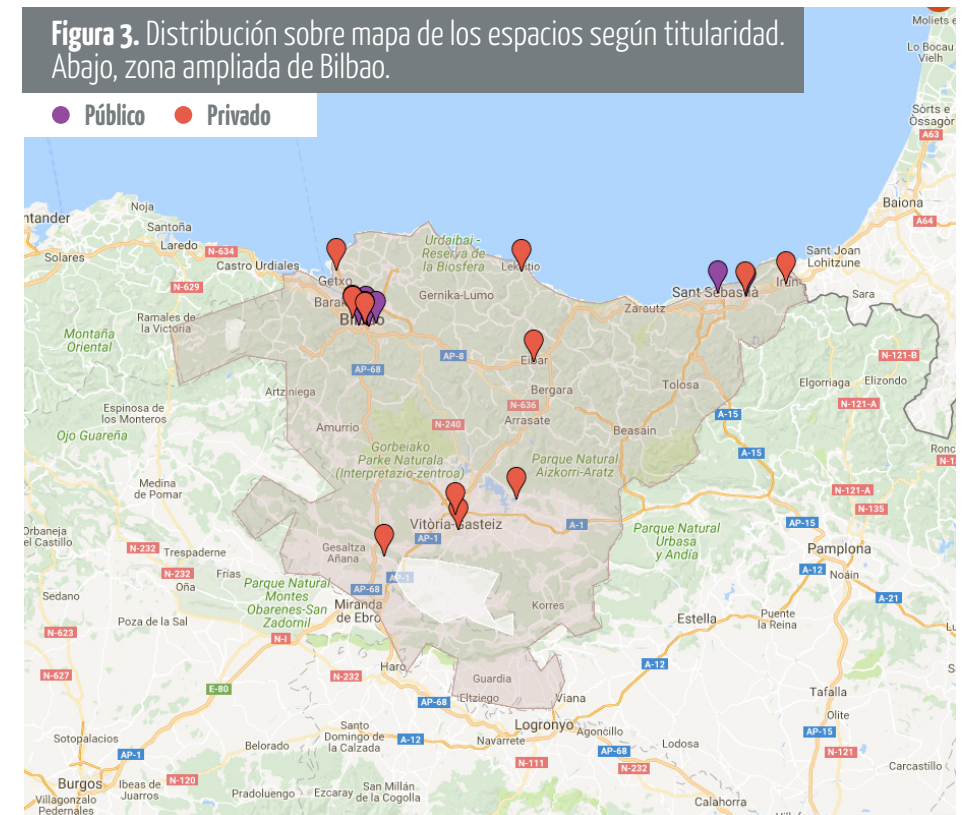 Figura 3. Distribución sobre mapa de los espacios según titularidad.
Abajo, zona ampliada de Bilbao.
Público Privado
Moliets e
Lo Bocau
Vielh
Sòrts e
Òssagòr
A63
Baiona
A64
ntander
Noja
Santoña
Solares
Laredo
N-634
Castro Urdiales
Getxo
Urdaibai -
Reserva de
la Biosfera
Sant Joan
Lohitzune
Irun
Sant Sebastià
Sara
N-629
Gernika-Lumo
Zarautz
Ramales de
la Victoria
Montaña
Oriental
AP-8
Eibar
AP-68
N-121-B
Artziniega
Bergara
Tolosa
Elgorriaga
Elizondo
N-636
N-121-A
Espinosa de
los Monteros
Arrasate
A-15
Ojo Guareña
Amurrio
N-240
Beasain
Gorbeiako
Parke Naturala
(Interpretazio-zentroa)
Parque Natural
Aizkorri-Aratz
A-15
Ronc
Medina
de Pomar
N-121-A
N-135
Vitòria-Gasteiz
A-1
AP-1
Parque Natural
Urbasa
y Andía
AP-15
Orbaneja
el Castillo
N-232
Trespaderne
Gesaltza
Añana
Pamplona
N-232
Frías
Oña
AP-1
AP-68
A-12
Noáin
Sedano
Parque Natural
Montes
Obarenes-San
Zadornil
Miranda
de Ebro
Korres
A-21
Poza de la Sal
Estella
Puente
la Reina
N-623
N-I
N-627
Haro
N-232
A-12
Guardia
E-80
AP-68
Eltziego
Viana
Tafalla
Olite
Sotopalacios
Santo
Domingo de
la Calzada
Logronyo
Agoncillo
AP-15
AP-1
Belorado
A-12
Navarrete
AP-68
Lodosa
N-121
N-111
N-232
Carcastillo
Burgos
Ibeas de
Juarros
N-120
Pradoluengo
Ezcaray
San Millán
de la Cogolla
Villagonzalo
Pedernales
Calahorra